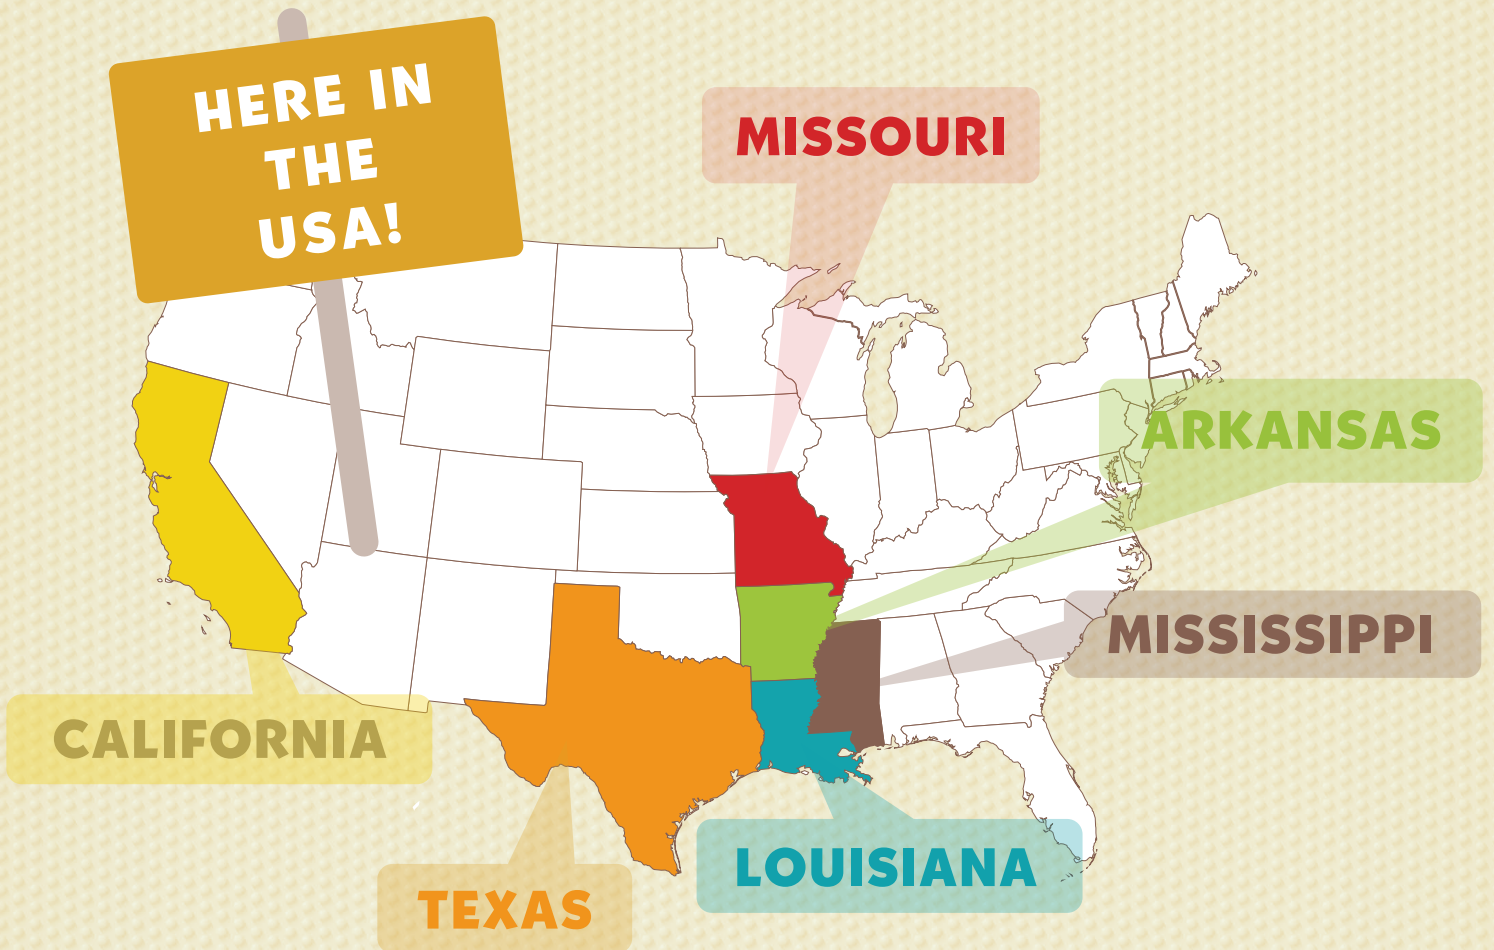 HERE IN
THE
USA!
MISSOURI
ARKANSAS
MISSISSIPPI
CALIFORNIA
LOUISIANA
TEXAS